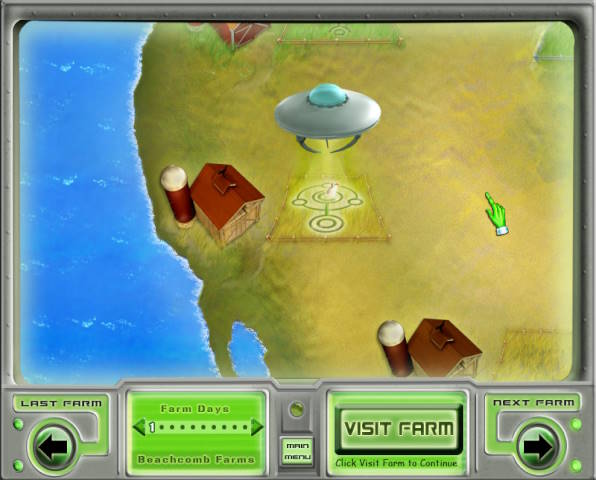 LAST FARM
Farm Days
1
Beachcomb Farms
MAIN
MENU
VISIT FARM
Click Visit Farm to Continue
NEXT FARM